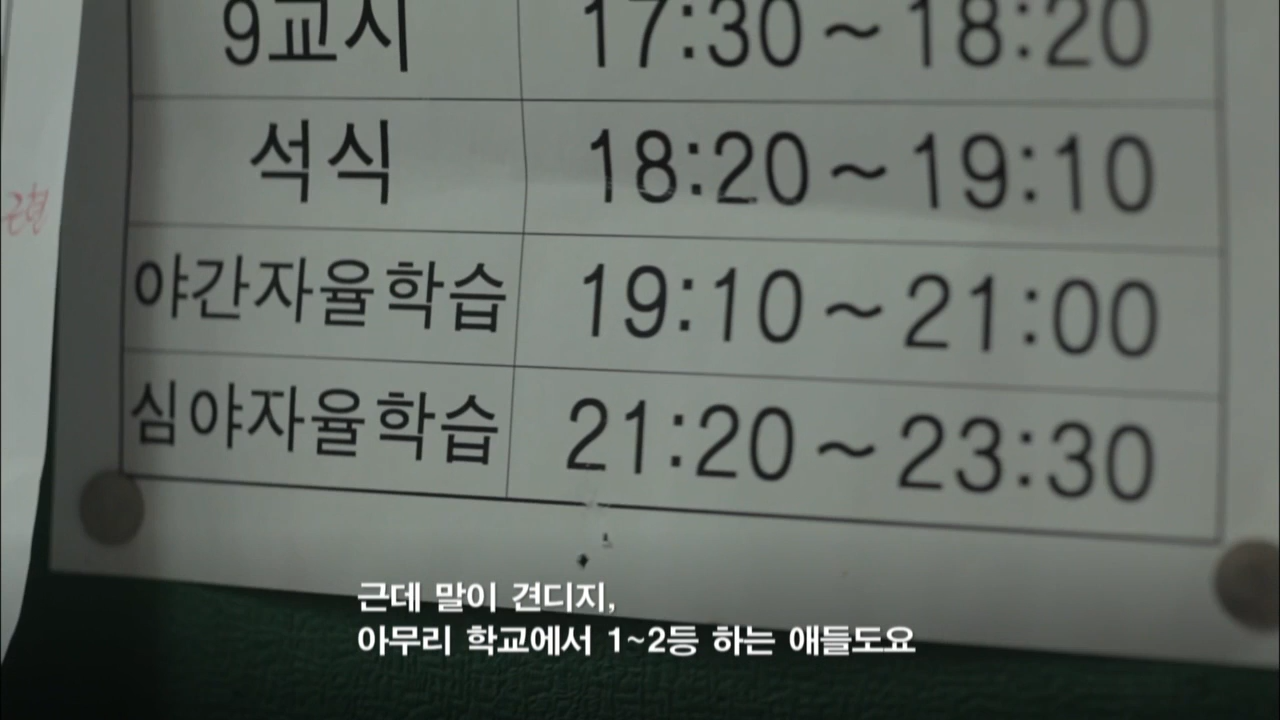 9교시 17:30~18:20
석식 18:20~19:10
야간자율학습 19:10~21:00
심야자율학습 21:20~23:30
근데 말이 견디지,
아무리 학교에서 1~2등 하는 애들도요